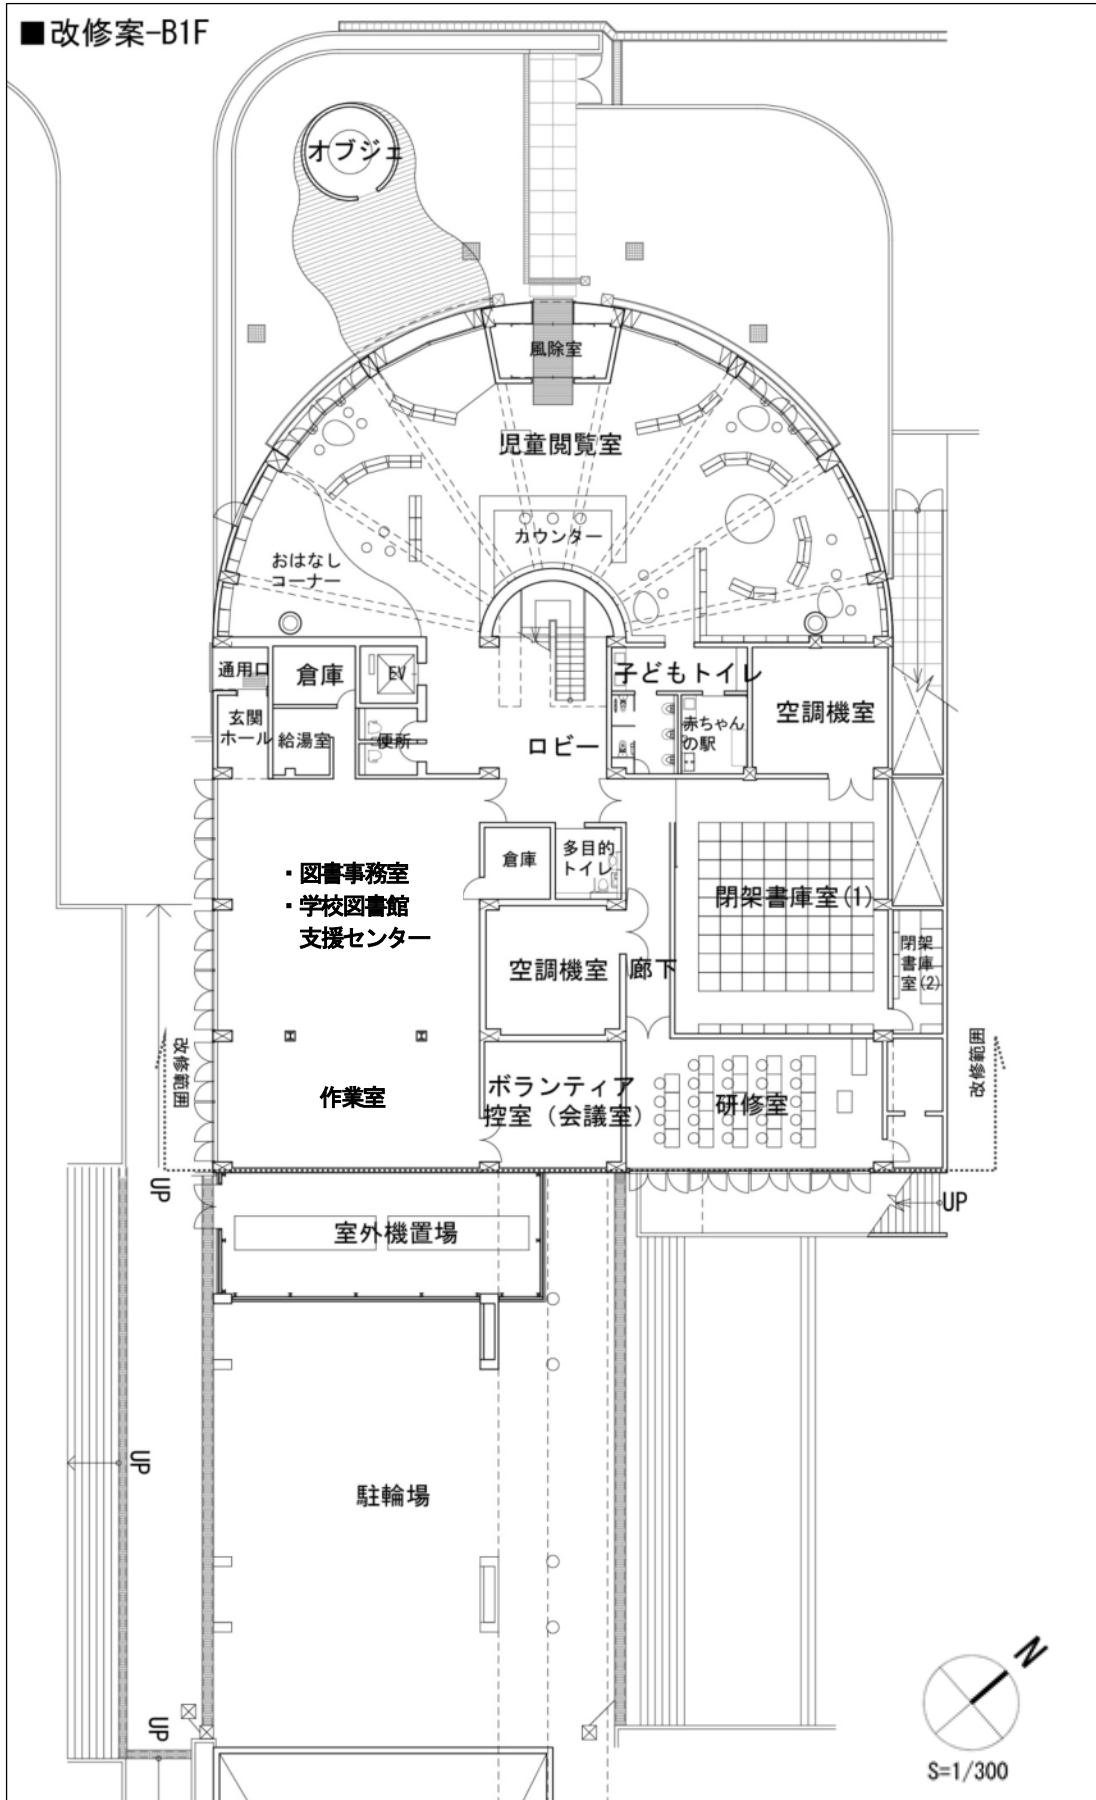 ■改修案-B1F
オブジェ
風除室
児童閲覧室
カウンター
おはなし
コーナー
通用口
倉庫
EV
子どもトイレ
空調機室
玄関
ホール
給湯室
便所
ロビー
赤ちゃん
の駅
・図書事務室
・学校図書館
支援センター
倉庫
多目的
トイレ
閉架書庫室(1)
空調機室
廊下
閉架
書庫
室(2)
改修範囲
改修範囲
作業室
ボランティア
控室（会議室）
研修室
UP
UP
室外機置場
UP
駐輪場
UP
N
S=1/300